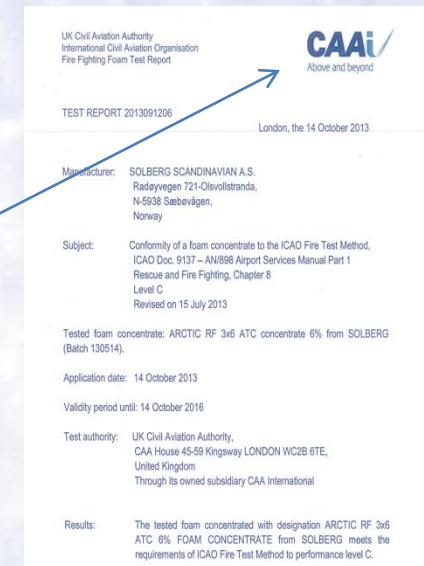 UK Civil Aviation Authority
International Civil Aviation Organisation
Fire Fighting Foam Test Report
CAAi
Above and beyond
TEST REPORT 2013091206
London, the 14 October 2013
Manufacturer: SOLBERG SCANDINAVIAN A.S.
Radøyvegen 721-Olsvollstranda,
N-5938 Sæbøvågen,
Norway
Subject: Conformity of a foam concentrate to the ICAO Fire Test Method,
ICAO Doc. 9137 – AN/898 Airport Services Manual Part 1
Rescue and Fire Fighting, Chapter 8
Level C
Revised on 15 July 2013
Tested foam concentrate: ARCTIC RF 3x6 ATC concentrate 6% from SOLBERG
(Batch 130514).
Application date: 14 October 2013
Validity period until: 14 October 2016
Test authority: UK Civil Aviation Authority,
CAA House 45-59 Kingsway LONDON WC2B 6TE,
United Kingdom
Through its owned subsidiary CAA International
Results: The tested foam concentrated with designation ARCTIC RF 3x6
ATC 6% FOAM CONCENTRATE from SOLBERG meets the
requirements of ICAO Fire Test Method to performance level C.